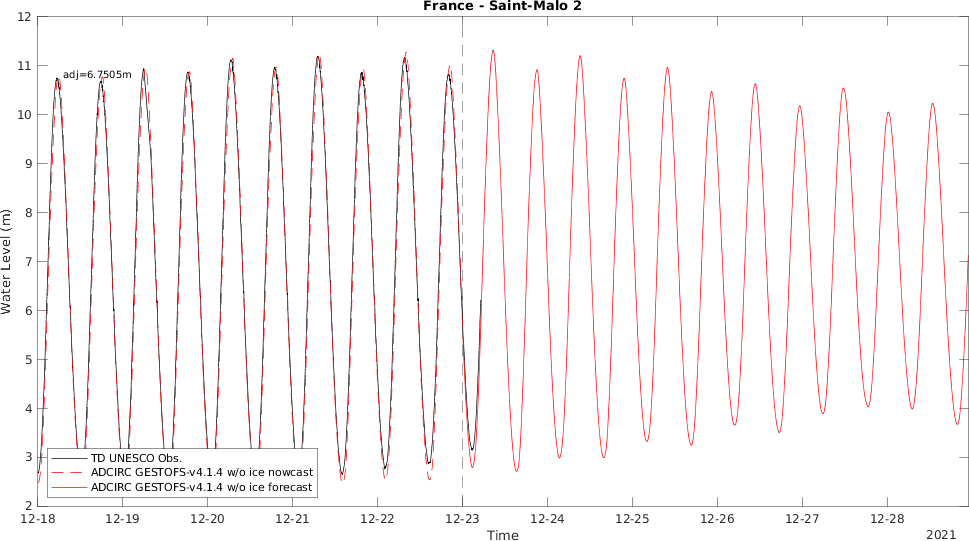 France - Saint-Malo 2
12
11
10
9
8
7
6
5
4
3
2
Water Level (m)
adj=6.7505m
TD UNESCO Obs.
ADCIRC GESTOFS-v4.1.4 w/o ice nowcast
ADCIRC GESTOFS-v4.1.4 w/o ice forecast
12-18 12-19 12-20 12-21 12-22 12-23 12-24 12-25 12-26 12-27 12-28
Time
2021